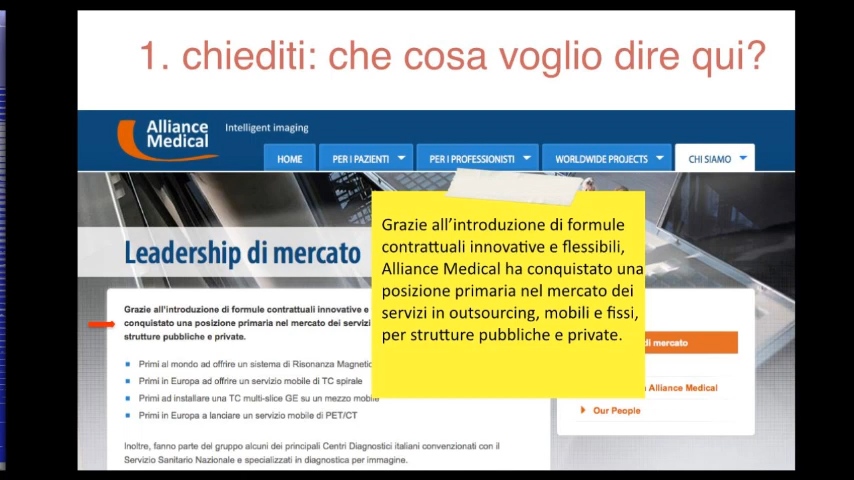 1. chiediti: che cosa voglio dire qui?
Alliance
Medical
Intelligent imaging
HOME
PER I PAZIENTI
PER I PROFESSIONISTI
WORLDWIDE PROJECTS
CHI SIAMO
Leadership di mercato
Grazie all'introduzione di formule
contrattuali innovative e flessibili,
Alliance Medical ha conquistato una
posizione primaria nel mercato dei
servizi in outsourcing, mobili e fissi,
per strutture pubbliche e private.
Grazie all'introduzione di formule contrattuali innovative e
conquistato una posizione primaria nel mercato dei servizi
strutture pubbliche e private.
Primi al mondo ad offrire un sistema di Risonanza Magnetic
Primi in Europa ad offrire un servizio mobile di TC spirale
Primi ad installare una TC multi-slice GE su un mezzo mobile
Primi in Europa a lanciare un servizio mobile di PET/CT
Inoltre, fanno parte del gruppo alcuni dei principali Centri Diagnostici italiani convenzionati con il
Servizio Sanitario Nazionale e specializzati in diagnostica per immagine.
di mercato
Alliance Medical
Our People